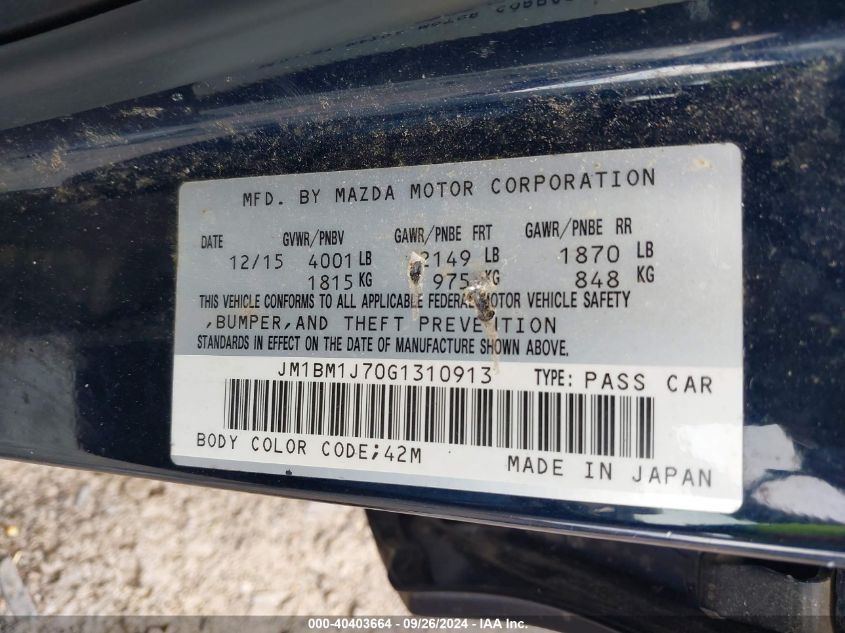 MFD. BY MAZDA MOTOR CORPORATION
DATE GVWR/PNBV GAWR/PNBE FRT GAWR/PNBE RR
12/15 4001 LB 2149 LB 1870 LB
1815 KG 975 KG 848 KG
THIS VEHICLE CONFORMS TO ALL APPLICABLE FEDERAL MOTOR VEHICLE SAFETY
,BUMPER,AND THEFT PREVENTION
STANDARDS IN EFFECT ON THE DATE OF MANUFACTURE SHOWN ABOVE.
JM1BM1J70G1310913 TYPE: PASS CAR
BODY COLOR CODE;42M
MADE IN JAPAN
000-40403664 - 09/26/2024 - IAA Inc.